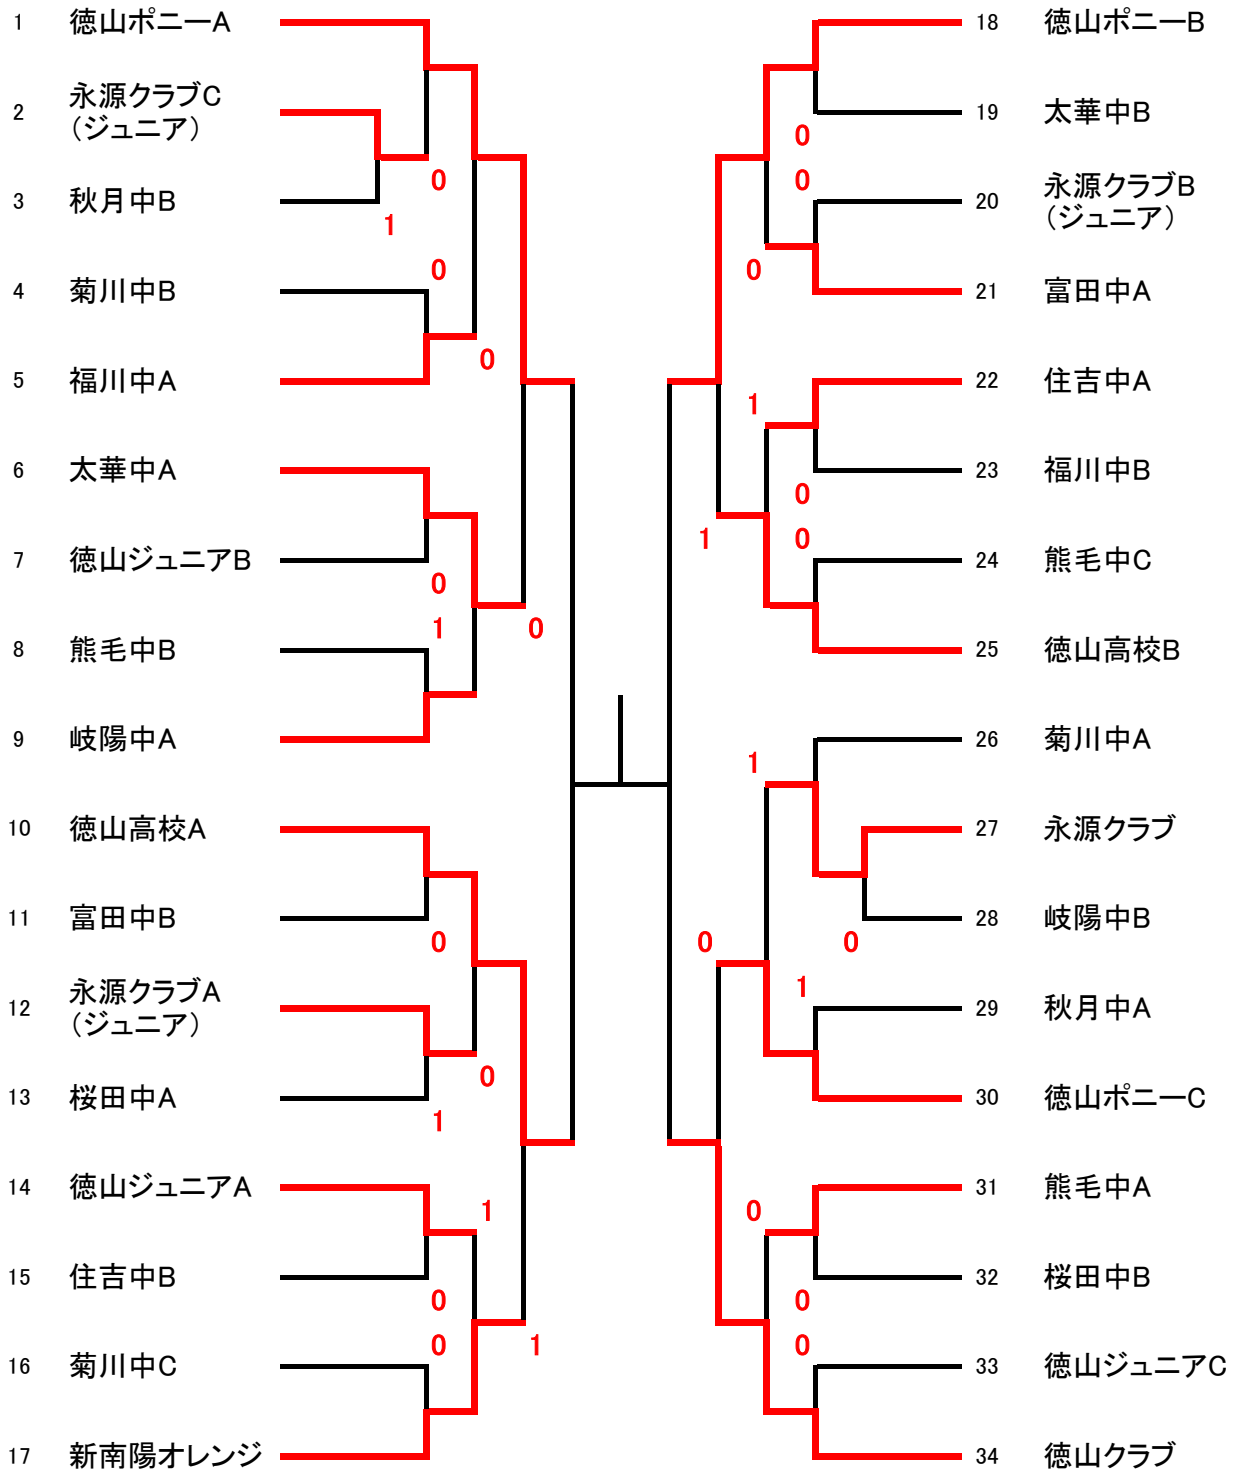 1 徳山ポニーA
2 永源クラブC
（ジュニア）
0
3 秋月中B
1
0
4 菊川中B
0
5 福川中A
6 太華中A
7 徳山ジュニアB
0
1
0
8 熊毛中B
9 岐陽中A
10 徳山高校A
11 富田中B
0
12 永源クラブA
（ジュニア）
0
13 桜田中A
1
14 徳山ジュニアA
1
15 住吉中B
0
0
1
16 菊川中C
17 新南陽オレンジ
18 徳山ポニーB
19 太華中B
0
0
20 永源クラブB
（ジュニア）
0
21 富田中A
22 住吉中A
1
23 福川中B
0
1
0
24 熊毛中C
25 徳山高校B
26 菊川中A
1
27 永源クラブ
28 岐陽中B
0
0
1
29 秋月中A
30 徳山ポニーC
31 熊毛中A
0
32 桜田中B
0
0
33 徳山ジュニアC
34 徳山クラブ